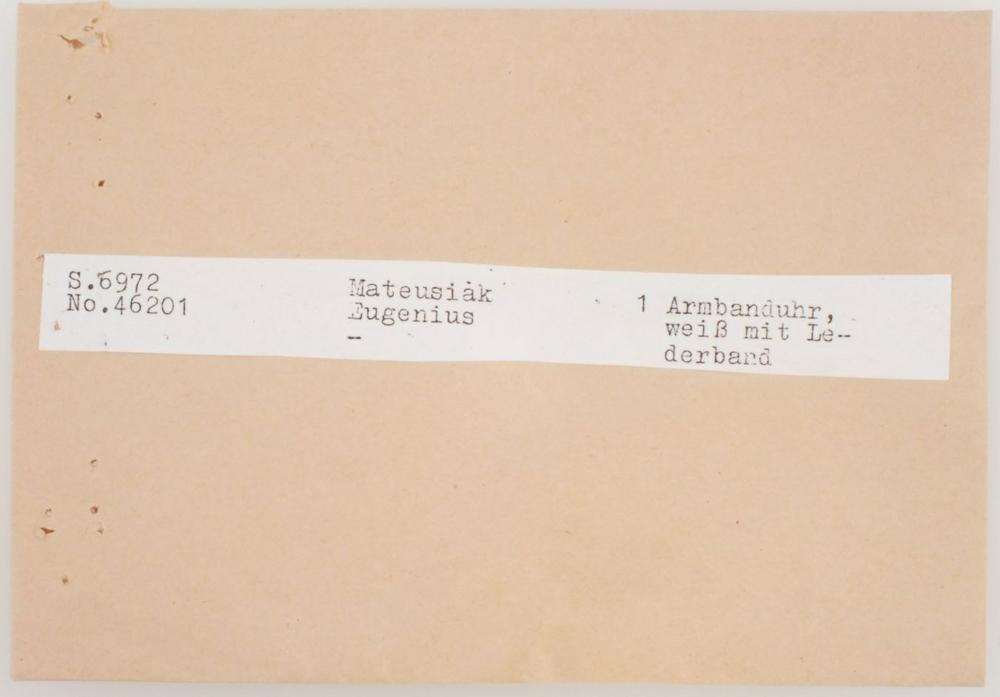 S.6972
No.46201
Mateusiak
Eugenius
-
1 Armbanduhr,
weiß mit Le-
derband